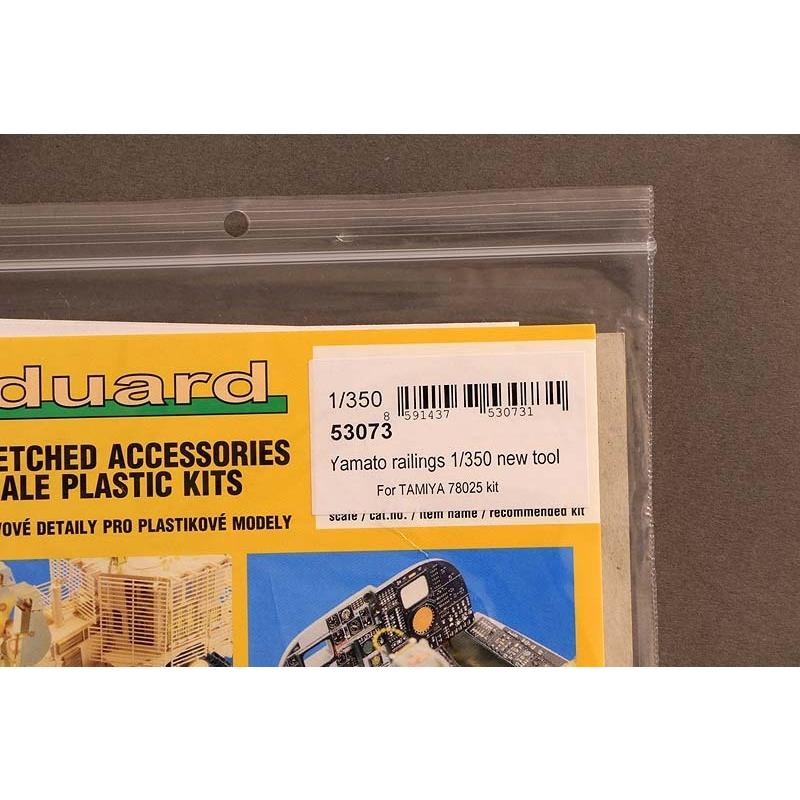 duard
ETCHED ACCESSORIES
ALE PLASTIC KITS
OVÉ DETAILY PRO PLASTIKOVÉ MODELY
1/350
8 591437 530731
53073
Yamato railings 1/350 new tool
For TAMIYA 78025 kit
scale / cat.no. / item name / recommended kit